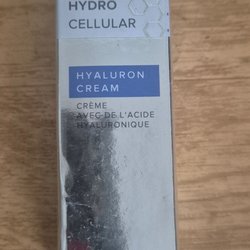 HYDRO
CELLULAR
HYALURON
CREAM
CRÈME
AVEC DE L'ACIDE
HYALURONIQUE